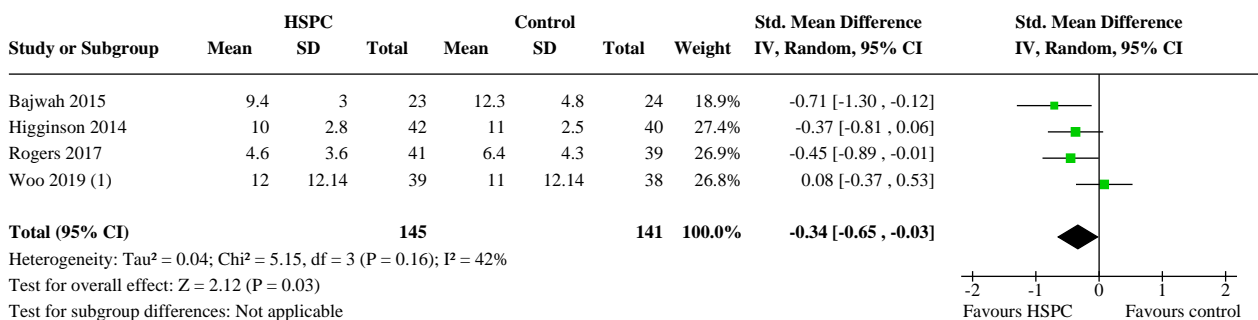 HSPC Control Std. Mean Difference Std. Mean Difference
Study or Subgroup Mean SD Total Mean SD Total Weight IV, Random, 95% CI IV, Random, 95% CI
Bajwah 2015 9.4 3 23 12.3 4.8 24 18.9% -0.71 [-1.30 , -0.12]
Higginson 2014 10 2.8 42 11 2.5 40 27.4% -0.37 [-0.81 , 0.06]
Rogers 2017 4.6 3.6 41 6.4 4.3 39 26.9% -0.45 [-0.89 , -0.01]
Woo 2019 (1) 12 12.14 39 11 12.14 38 26.8% 0.08 [-0.37 , 0.53]
Total (95% CI) 145 141 100.0% -0.34 [-0.65 , -0.03]
Heterogeneity: Tau² = 0.04; Chi² = 5.15, df = 3 (P = 0.16); I² = 42%
Test for overall effect: Z = 2.12 (P = 0.03)
-2 -1 0 1 2
Test for subgroup differences: Not applicable Favours HSPC Favours control